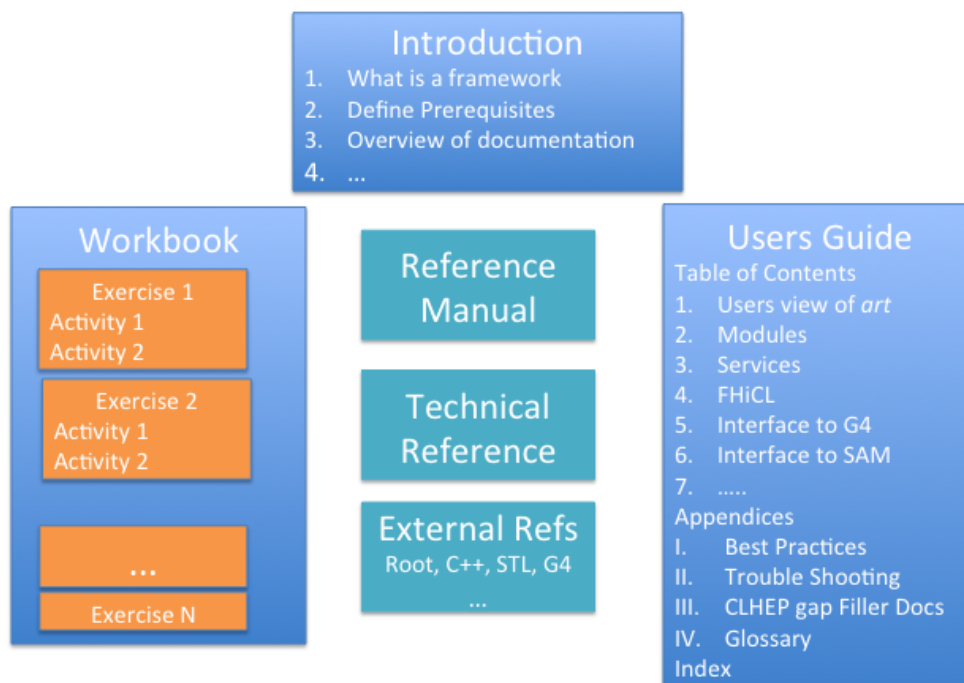 Introduction
1. What is a framework
2. Define Prerequisites
3. Overview of documentation
4. ...
Workbook
Exercise 1
Activity 1
Activity 2
Exercise 2
Activity 1
Activity 2
...
Exercise N
Reference
Manual
Technical
Reference
External Refs
Root, C++, STL, G4
...
Users Guide
Table of Contents
1. Users view of art
2. Modules
3. Services
4. FHiCL
5. Interface to G4
6. Interface to SAM
7. .....
Appendices
I. Best Practices
II. Trouble Shooting
III. CLHEP gap Filler Docs
IV. Glossary
Index